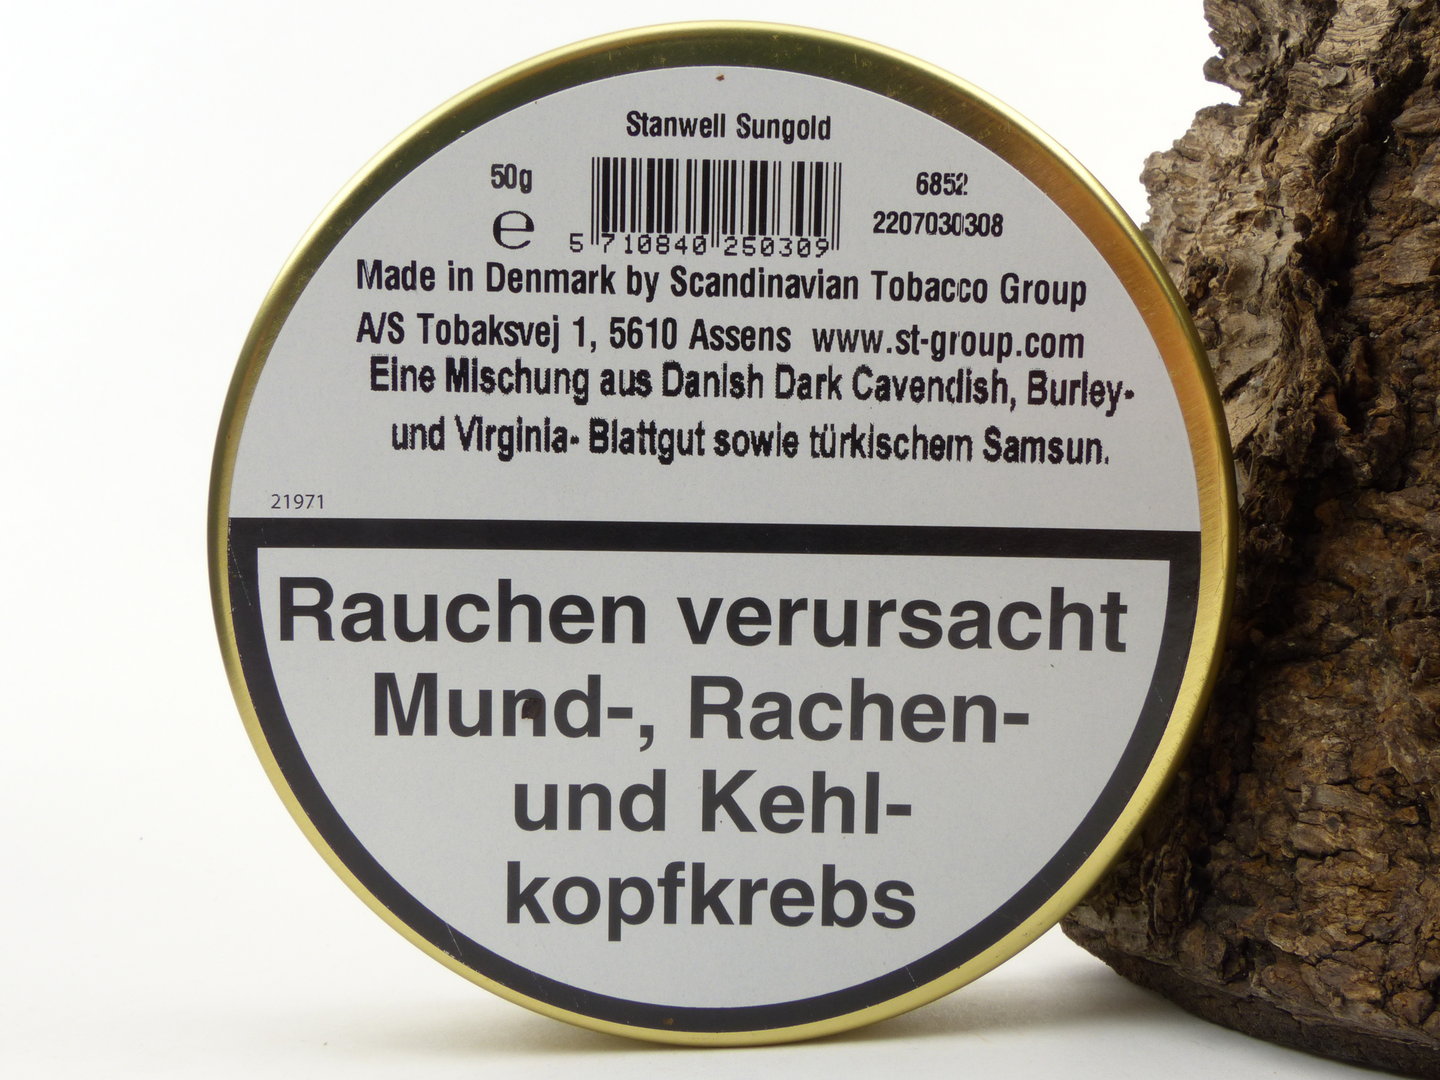 Stanwell Sungold
50g
℮
5 710840 250309
6852
2207030308
Made in Denmark by Scandinavian Tobacco Group
A/S Tobaksvej 1, 5610 Assens www.st-group.com
Eine Mischung aus Danish Dark Cavendish, Burley-
und Virginia- Blattgut sowie türkischem Samsun.
21971
Rauchen verursacht
Mund-, Rachen-
und Kehl-
kopfkrebs